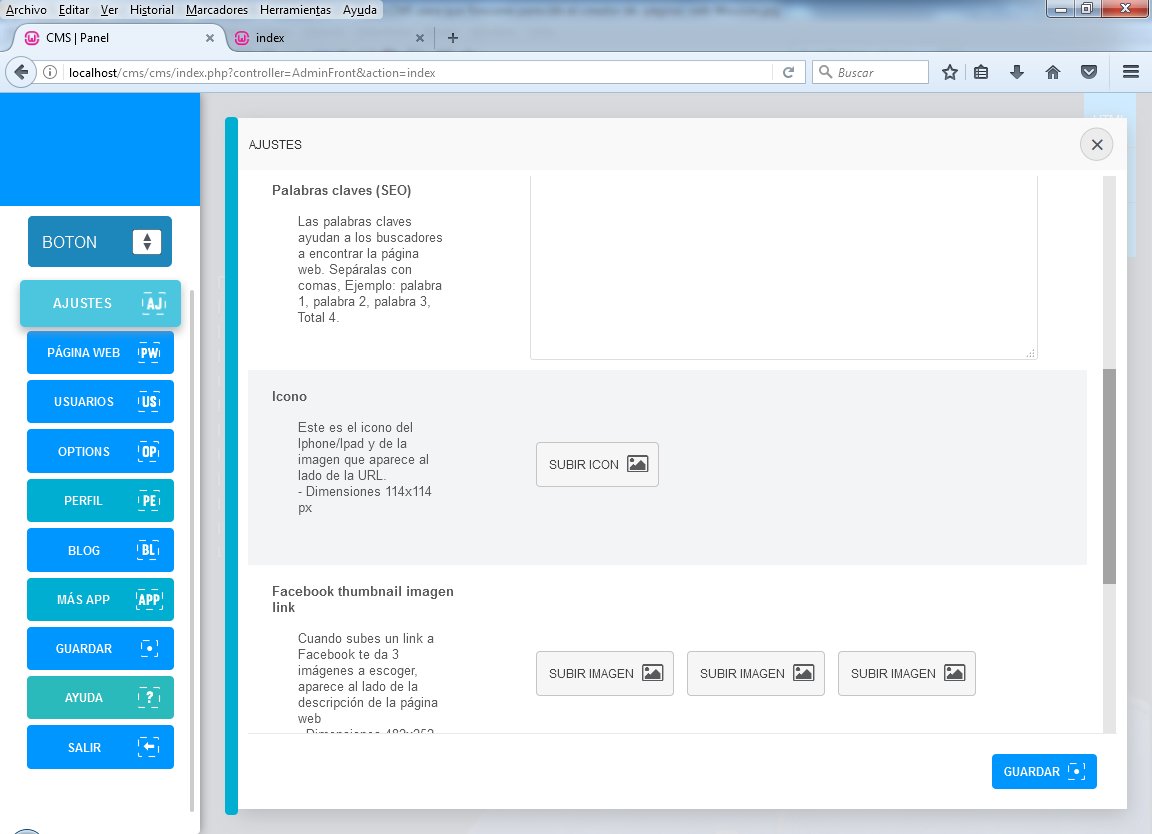 Archivo Editar Ver Historial Marcadores Herramientas Ayuda
CMS | Panel
index
localhost/cms/cms/index.php?controller=AdminFront&action=index
Buscar
BOTON
AJUSTES AJ
PÁGINA WEB PW
USUARIOS US
OPTIONS OP
PERFIL PE
BLOG BL
MÁS APP APP
GUARDAR
AYUDA ?
SALIR
AJUSTES
Palabras claves (SEO)
Las palabras claves
ayudan a los buscadores
a encontrar la página
web. Sepáralas con
comas, Ejemplo: palabra
1, palabra 2, palabra 3,
Total 4.
Icono
Este es el icono del
Iphone/Ipad y de la
imagen que aparece al
lado de la URL.
- Dimensiones 114x114
px
SUBIR ICON
Facebook thumbnail imagen
link
Cuando subes un link a
Facebook te da 3
imágenes a escoger,
aparece al lado de la
descripción de la página
web
- Dimensiones 482x252
SUBIR IMAGEN SUBIR IMAGEN SUBIR IMAGEN
GUARDAR